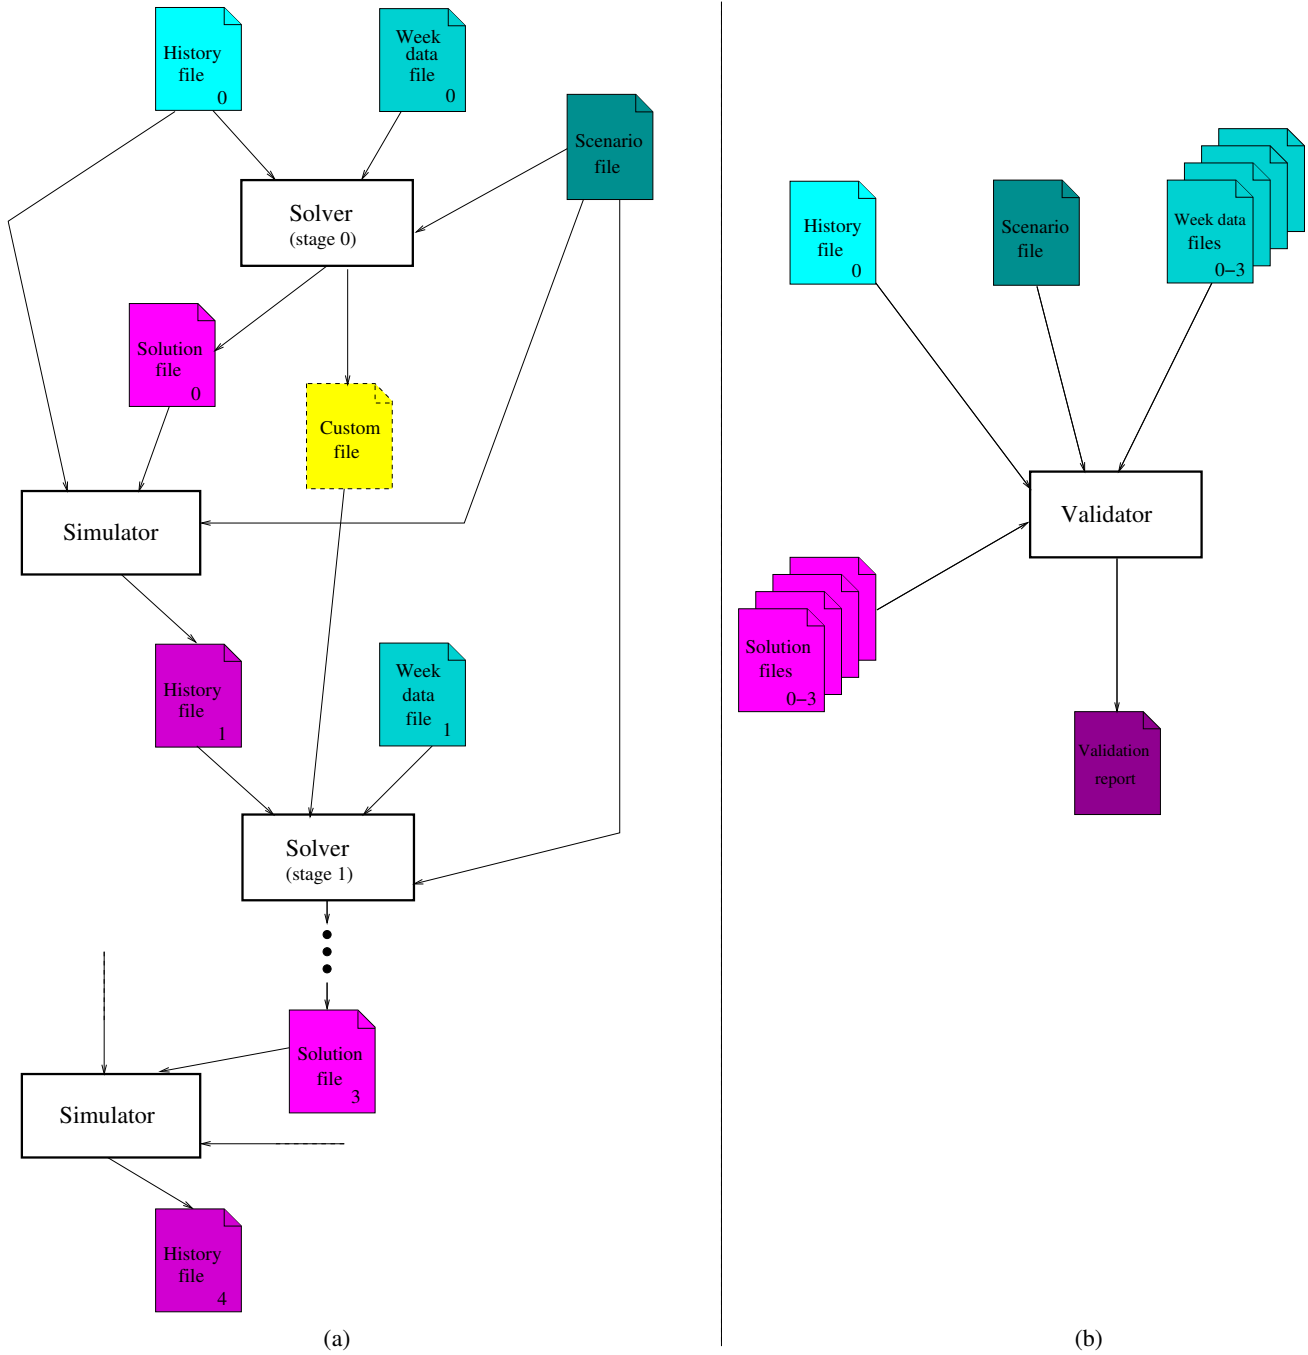 History
file
0
Week
data
file
0
Scenario
file
Solver
(stage 0)
Solution
file
0
Custom
file
Simulator
History
file
1
Week
data
file
1
Solver
(stage 1)
Solution
file
3
Simulator
History
file
4
(a)
History
file
0
Scenario
file
Week data
files
0−3
Validator
Solution
files
0−3
Validation
report
(b)